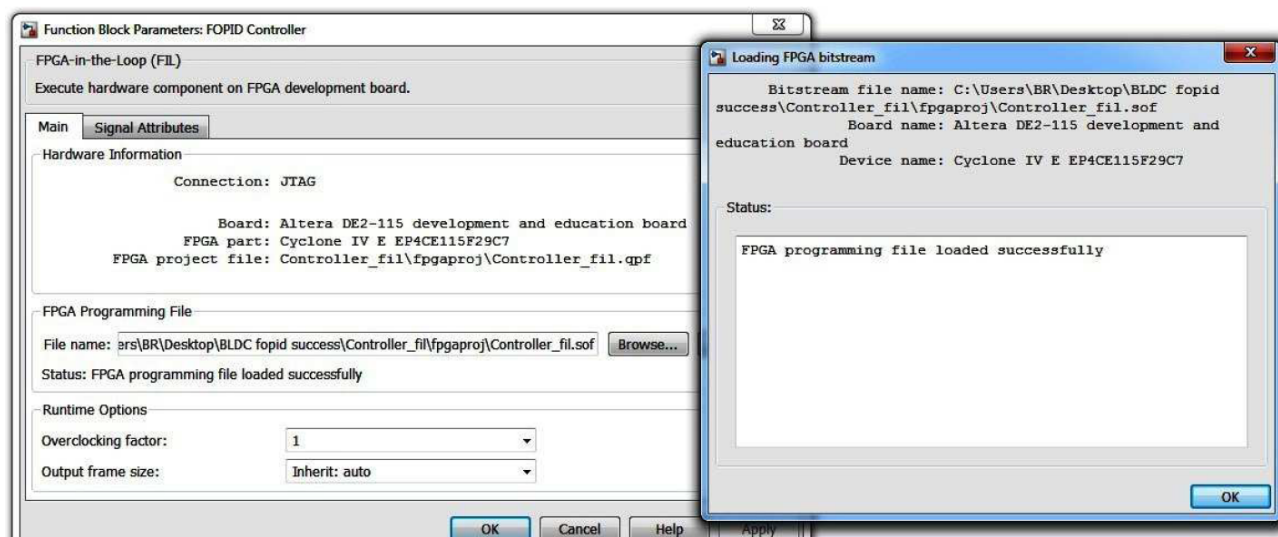 Function Block Parameters: FOPID Controller
FPGA-in-the-Loop (FIL)
Execute hardware component on FPGA development board.
Main Signal Attributes
Hardware Information
Connection: JTAG
Board: Altera DE2-115 development and education board
FPGA part: Cyclone IV E EP4CE115F29C7
FPGA project file: Controller_fil\fpgaproj\Controller_fil.qpf
FPGA Programming File
File name: ers\BR\Desktop\BLDC fopid success\Controller_fil\fpgaproj\Controller_fil.sof Browse...
Status: FPGA programming file loaded successfully
Runtime Options
Overclocking factor: 1
Output frame size: Inherit: auto
OK Cancel Help Apply
Loading FPGA bitstream
Bitstream file name: C:\Users\BR\Desktop\BLDC fopid
success\Controller_fil\fpgaproj\Controller_fil.sof
Board name: Altera DE2-115 development and
education board
Device name: Cyclone IV E EP4CE115F29C7
Status:
FPGA programming file loaded successfully
OK